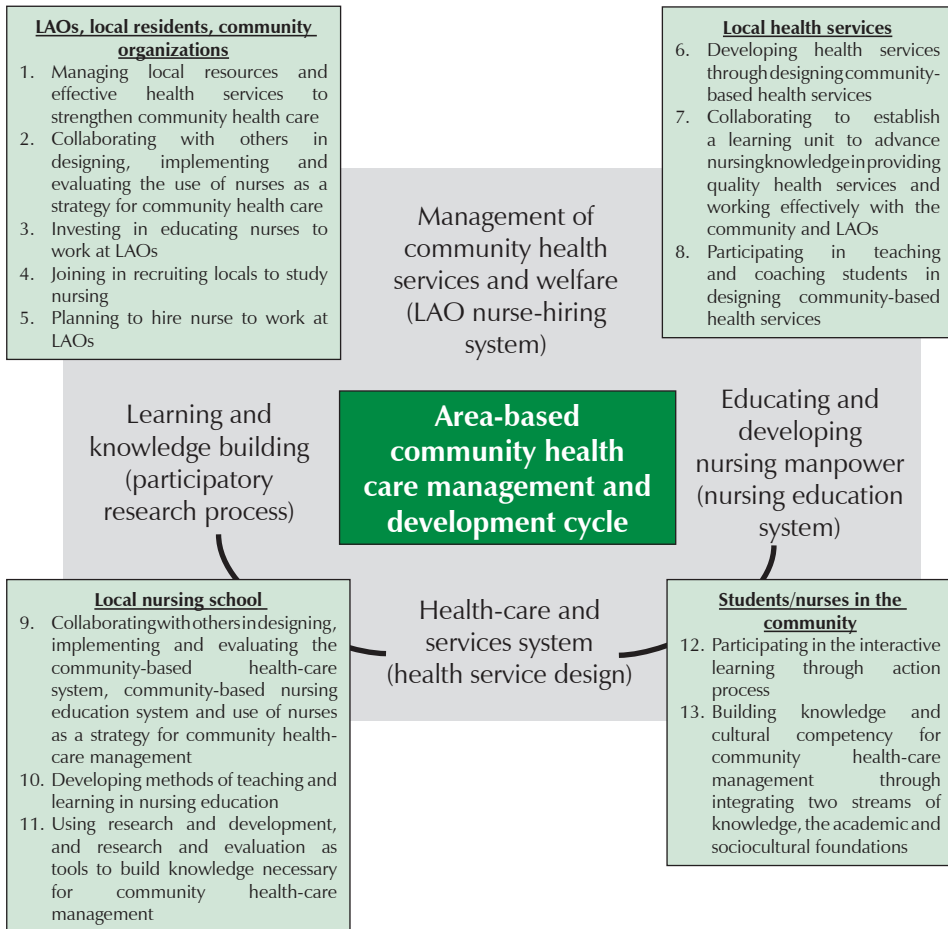 LAOs, local residents, community
organizations
1. Managing local resources and
effective health services to
strengthen community health care
2. Collaborating with others in
designing, implementing and
evaluating the use of nurses as a
strategy for community health care
3. Investing in educating nurses to
work at LAOs
4. Joining in recruiting locals to study
nursing
5. Planning to hire nurse to work at
LAOs
Local health services
6. Developing health services
through designing community-
based health services
7. Collaborating to establish
a learning unit to advance
nursing knowledge in providing
quality health services and
working effectively with the
community and LAOs
8. Participating in teaching
and coaching students in
designing community-based
health services
Management of
community health
services and welfare
(LAO nurse-hiring
system)
Learning and
knowledge building
(participatory
research process)
Area-based
community health
care management and
development cycle
Educating and
developing
nursing manpower
(nursing education
system)
Health-care and
services system
(health service design)
Local nursing school
9. Collaborating with others in designing,
implementing and evaluating the
community-based health-care
system, community-based nursing
education system and use of nurses
as a strategy for community health-
care management
10. Developing methods of teaching and
learning in nursing education
11. Using research and development,
and research and evaluation as
tools to build knowledge necessary
for community health-care
management
Students/nurses in the
community
12. Participating in the interactive
learning through action
process
13. Building knowledge and
cultural competency for
community health-care
management through
integrating two streams of
knowledge, the academic and
sociocultural foundations